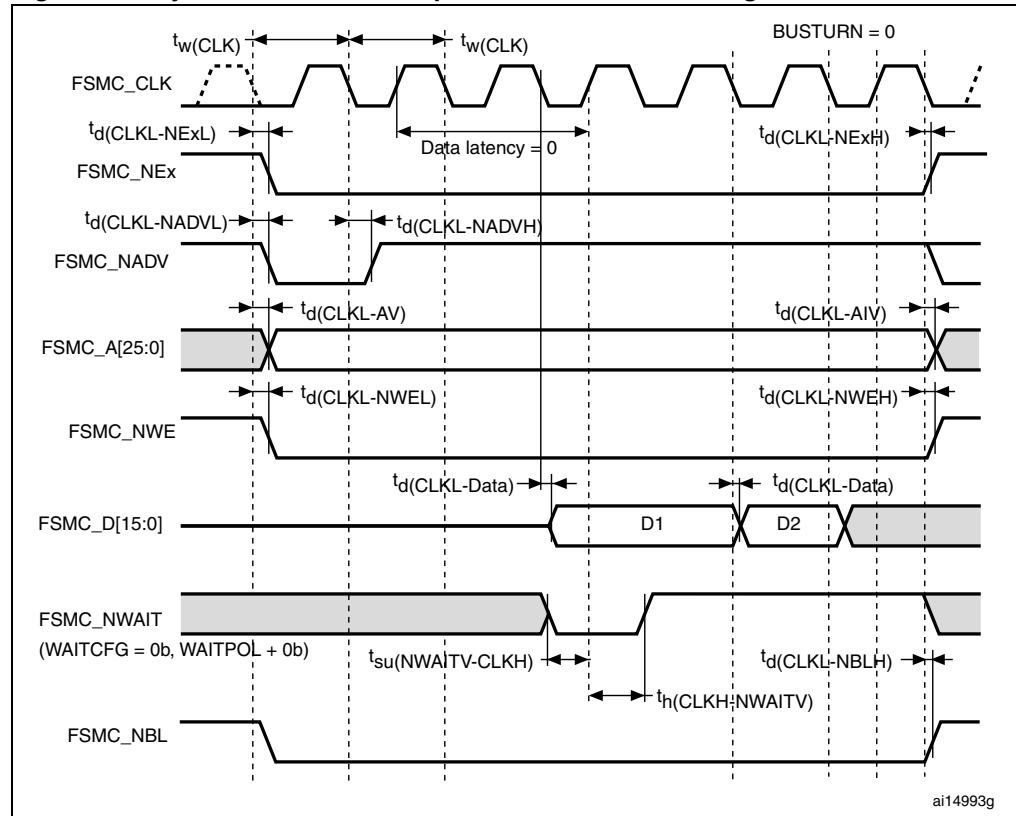 tw(CLK) tw(CLK) BUSTURN = 0
FSMC_CLK
td(CLKL-NExL) Data latency = 0 td(CLKL-NExH)
FSMC_NEx
td(CLKL-NADVL) td(CLKL-NADVH)
FSMC_NADV
td(CLKL-AV) td(CLKL-AIV)
FSMC_A[25:0]
td(CLKL-NWEL) td(CLKL-NWEH)
FSMC_NWE
td(CLKL-Data) td(CLKL-Data)
FSMC_D[15:0] D1 D2
FSMC_NWAIT
(WAITCFG = 0b, WAITPOL + 0b)
tsu(NWAITV-CLKH) td(CLKL-NBLH)
th(CLKH-NWAITV)
FSMC_NBL
ai14993g